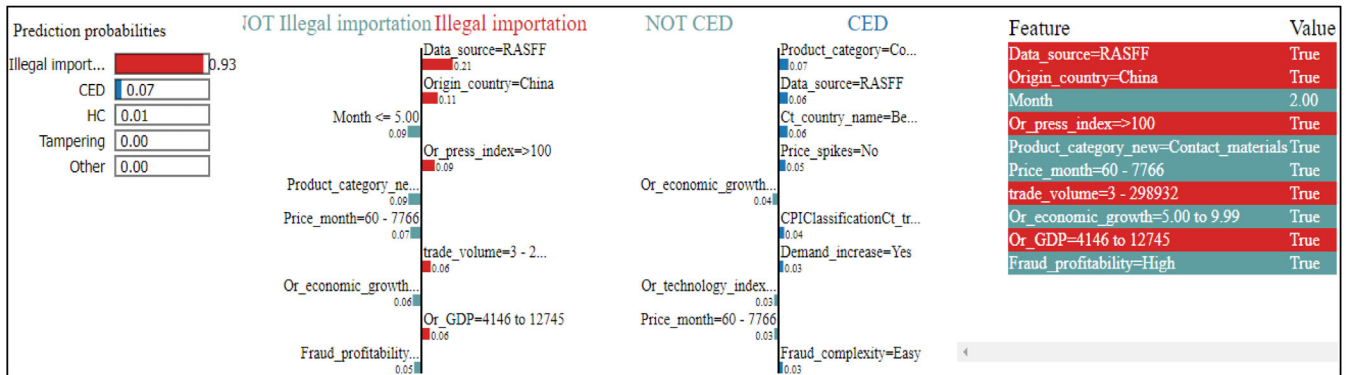 Prediction probabilities
Illegal import... 0.93
CED 0.07
HC 0.01
Tampering 0.00
Other 0.00
NOT Illegal importation Illegal importation
Data_source=RASFF
0.21
Origin_country=China
0.11
Month <= 5.00
0.09
Or_press_index=>100
0.09
Product_category_ne...
0.09
Price_month=60 - 7766
0.07
trade_volume=3 - 2...
0.06
Or_economic_growth...
0.06
Or_GDP=4146 to 12745
0.06
Fraud_profitability...
0.05
NOT CED CED
Product_category=Co...
0.07
Data_source=RASFF
0.06
Ct_country_name=Be...
0.06
Price_spikes=No
0.05
Or_economic_growth...
0.04
CPIClassificationCt_tr...
0.04
Demand_increase=Yes
0.03
Or_technology_index...
0.03
Price_month=60 - 7766
0.03
Fraud_complexity=Easy
0.03
Feature Value
Data_source=RASFF True
Origin_country=China True
Month 2.00
Or_press_index=>100 True
Product_category_new=Contact_materials True
Price_month=60 - 7766 True
trade_volume=3 - 298932 True
Or_economic_growth=5.00 to 9.99 True
Or_GDP=4146 to 12745 True
Fraud_profitability=High True